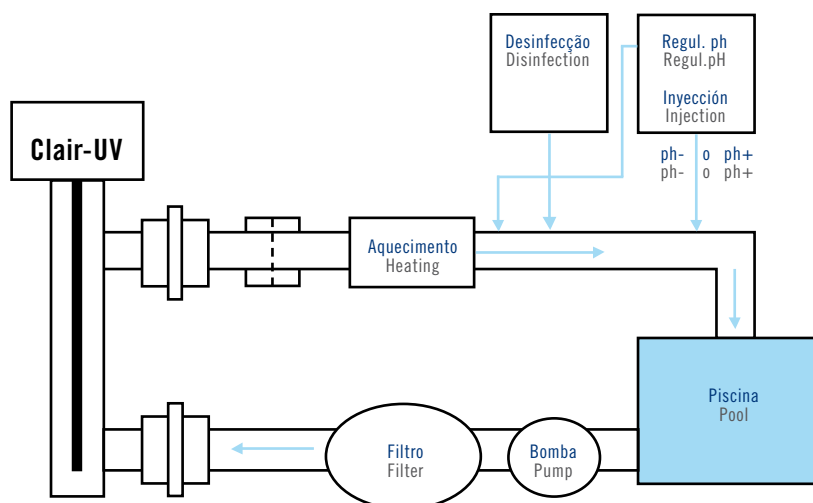 Desinfecção
Disinfection
Regul. ph
Regul.pH
Inyección
Injection
Clair-UV
ph- o ph+
ph- o ph+
Aquecimento
Heating
Piscina
Pool
Filtro
Filter
Bomba
Pump